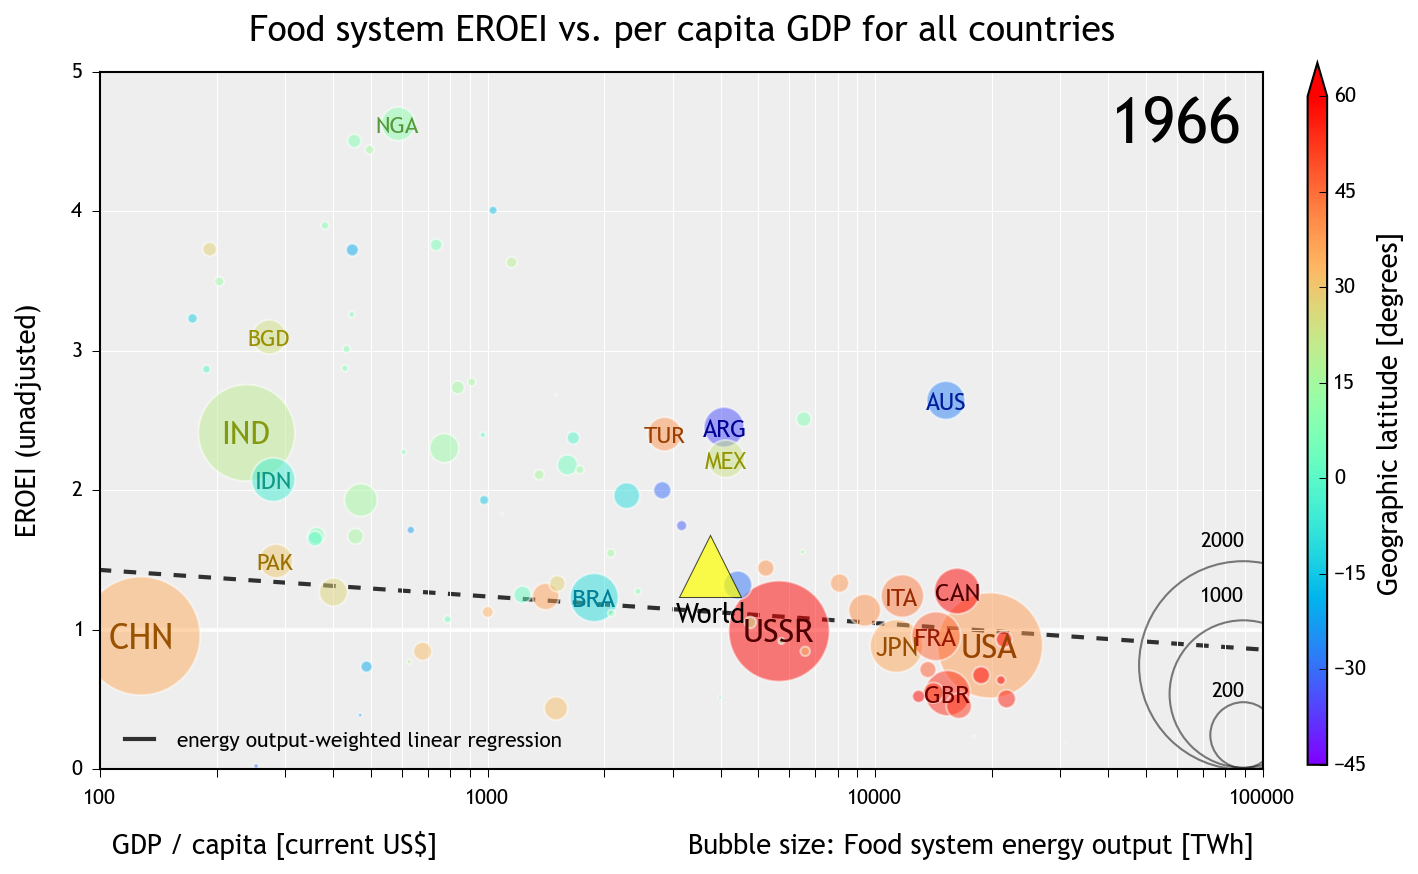 Food system EROEI vs. per capita GDP for all countries
1966
5
4
3
2
1
0
EROEI (unadjusted)
NGA
BGD
IND
IDN
PAK
CHN
TUR
ARG
MEX
AUS
BRA
World
USSR
ITA
CAN
JPN
FRA
USA
GBR
2000
1000
200
energy output-weighted linear regression
100
1000
10000
100000
GDP / capita [current US$]
Bubble size: Food system energy output [TWh]
60
45
30
15
0
−15
−30
−45
Geographic latitude [degrees]